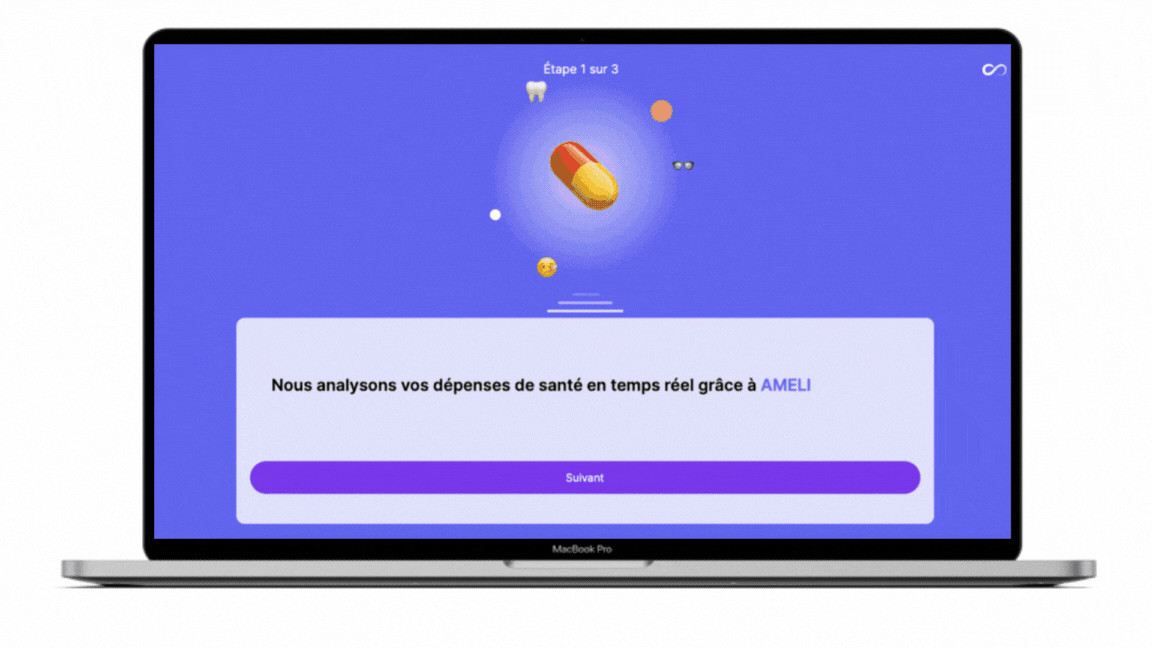 Étape 1 sur 3
Nous analysons vos dépenses de santé en temps réel grâce à AMELI
Suivant
MacBook Pro